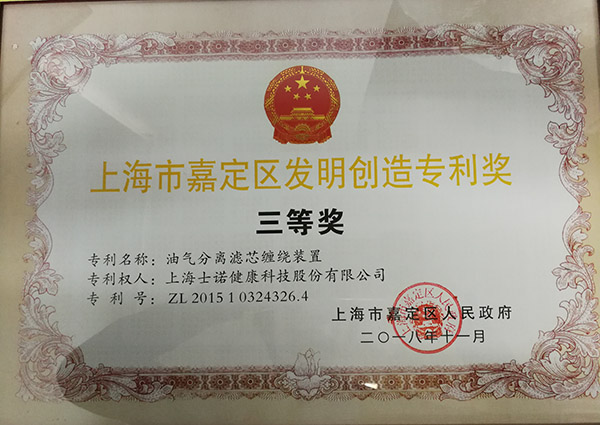 上海市嘉定区发明创造专利奖
三等奖
专利名称：油气分离滤芯缠绕装置
专利权人：上海士诺健康科技股份有限公司
专 利 号：ZL 2015 1 0324326.4
上海市嘉定区人民政府
二〇一八年十一月